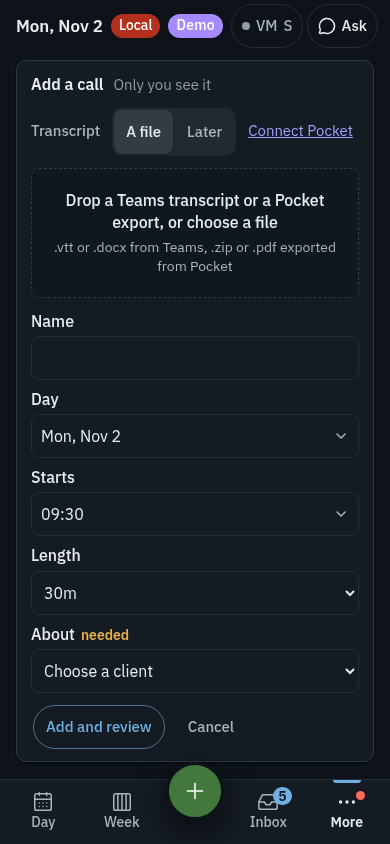 Mon, Nov 2 Local Demo VM S Ask
Add a call Only you see it
Transcript A file Later Connect Pocket
Drop a Teams transcript or a Pocket
export, or choose a file
.vtt or .docx from Teams, .zip or .pdf exported
from Pocket
Name
Day
Mon, Nov 2
Starts
09:30
Length
30m
About needed
Choose a client
Add and review Cancel
5
Day Week Inbox More